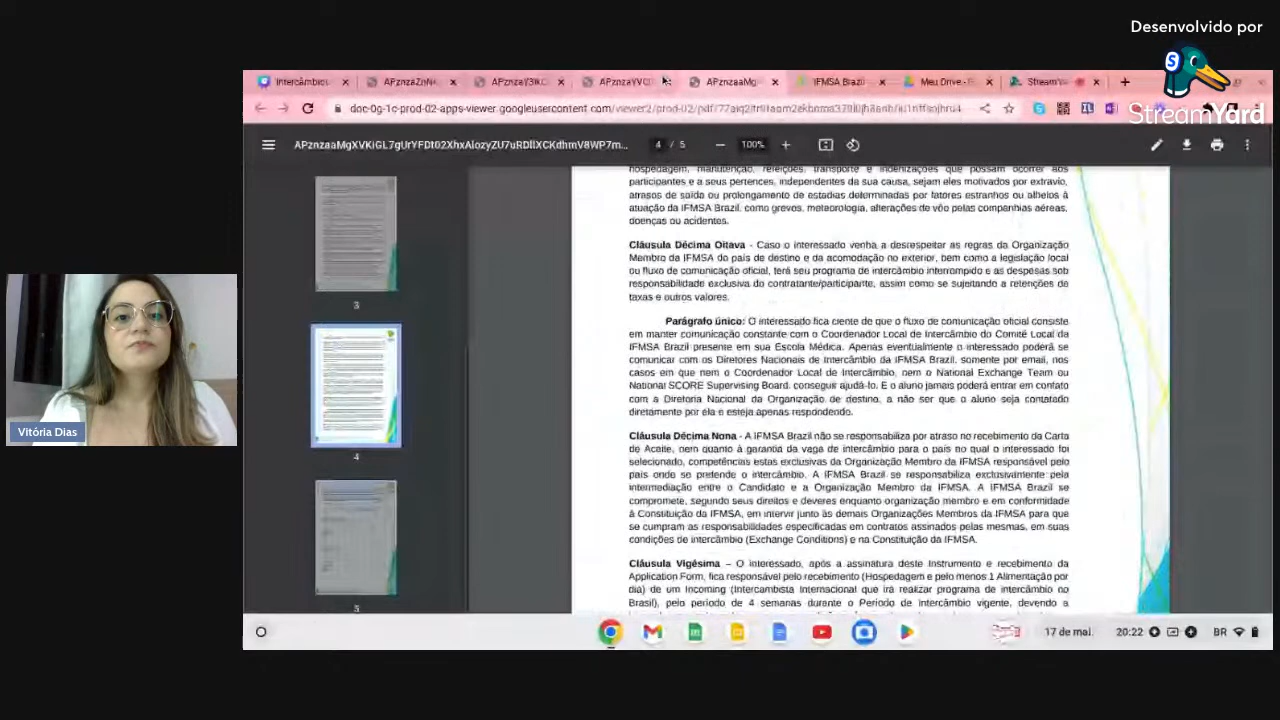 Desenvolvido por
StreamYard
Intercâmbios
APznzaZnN
APznzaY3IK
APznzaYVC
APznzaaMg
IFMSA Brazil
Meu Drive -
StreamY
APznzaaMgXVKiGL7gUrYFDt02XhxAlozyZU7uRDllXCKdhmV8WP7m...
4 / 5
100%
hospedagem, manutenção, refeições, transporte e indenizações que possam ocorrer aos
participantes e a seus pertences, independentes da sua causa, sejam eles motivados por extravio,
atrasos de saída ou prolongamento de estadias determinadas por fatores estranhos ou alheios à
atuação da IFMSA Brazil, como greves, meteorologia, alterações de vôo pelas companhias aéreas,
doenças ou acidentes.
Cláusula Décima Oitava - Caso o interessado venha a desrespeitar as regras da Organização
Membro da IFMSA do país de destino e da acomodação no exterior, bem como a legislação local
ou fluxo de comunicação oficial, terá seu programa de intercâmbio interrompido e as despesas sob
responsabilidade exclusiva do contratante/participante, assim como se sujeitando a retenções de
taxas e outros valores.
Parágrafo único: O interessado fica ciente de que o fluxo de comunicação oficial consiste
em manter comunicação constante com o Coordenador Local de Intercâmbio do Comitê Local da
IFMSA Brazil presente em sua Escola Médica. Apenas eventualmente o interessado poderá se
comunicar com os Diretores Nacionais de Intercâmbio da IFMSA Brazil, somente por email, nos
casos em que nem o Coordenador Local de Intercâmbio, nem o National Exchange Team ou
National SCORE Supervising Board, conseguir ajudá-lo. E o aluno jamais poderá entrar em contato
com a Diretoria Nacional da Organização de destino, a não ser que o aluno seja contatado
diretamente por ela e esteja apenas respondendo.
Cláusula Décima Nona - A IFMSA Brazil não se responsabiliza por atraso no recebimento da Carta
de Aceite, nem quanto à garantia da vaga de intercâmbio para o país no qual o interessado foi
selecionado, competências estas exclusivas da Organização Membro da IFMSA responsável pelo
país onde se pretende o intercâmbio. A IFMSA Brazil se responsabiliza exclusivamente pela
intermediação entre o Candidato e a Organização Membro da IFMSA. A IFMSA Brazil se
compromete, segundo seus direitos e deveres enquanto organização membro e em conformidade
à Constituição da IFMSA, em intervir junto às demais Organizações Membros da IFMSA para que
se cumpram as responsabilidades especificadas em contratos assinados pelas mesmas, em suas
condições de intercâmbio (Exchange Conditions) e na Constituição da IFMSA.
Cláusula Vigésima – O interessado, após a assinatura deste Instrumento e recebimento da
Application Form, fica responsável pelo recebimento (Hospedagem e pelo menos 1 Alimentação por
dia) de um Incoming (Intercambista Internacional que irá realizar programa de intercâmbio no
Brasil), pelo período de 4 semanas durante o Período de Intercâmbio vigente, devendo a
3
4
5
Vitória Dias
17 de mai.
20:22
BR